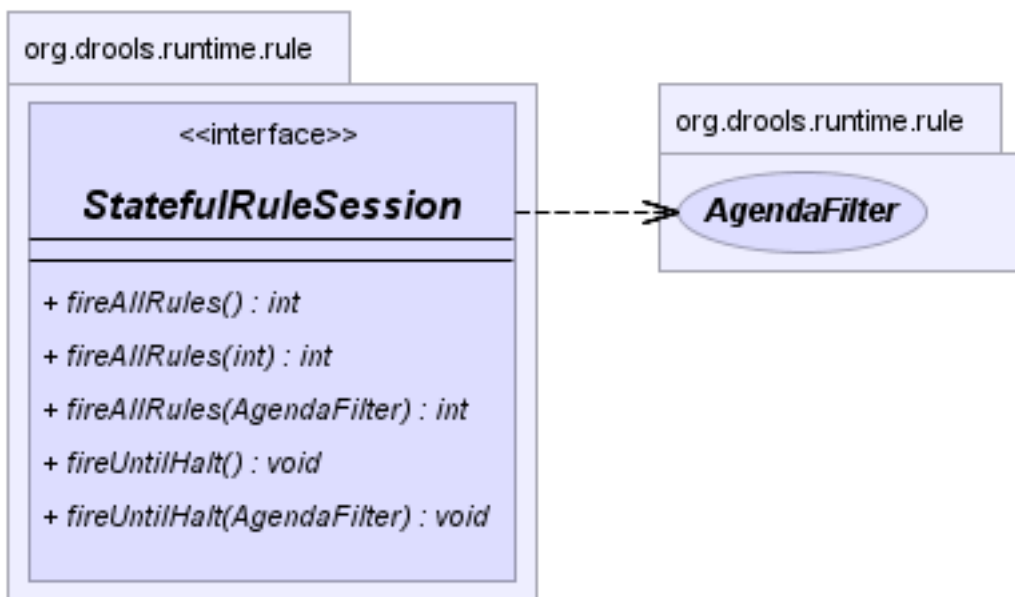 org.drools.runtime.rule
<<interface>>
StatefulRuleSession
+ fireAllRules() : int
+ fireAllRules(int) : int
+ fireAllRules(AgendaFilter) : int
+ fireUntilHalt() : void
+ fireUntilHalt(AgendaFilter) : void
org.drools.runtime.rule
AgendaFilter